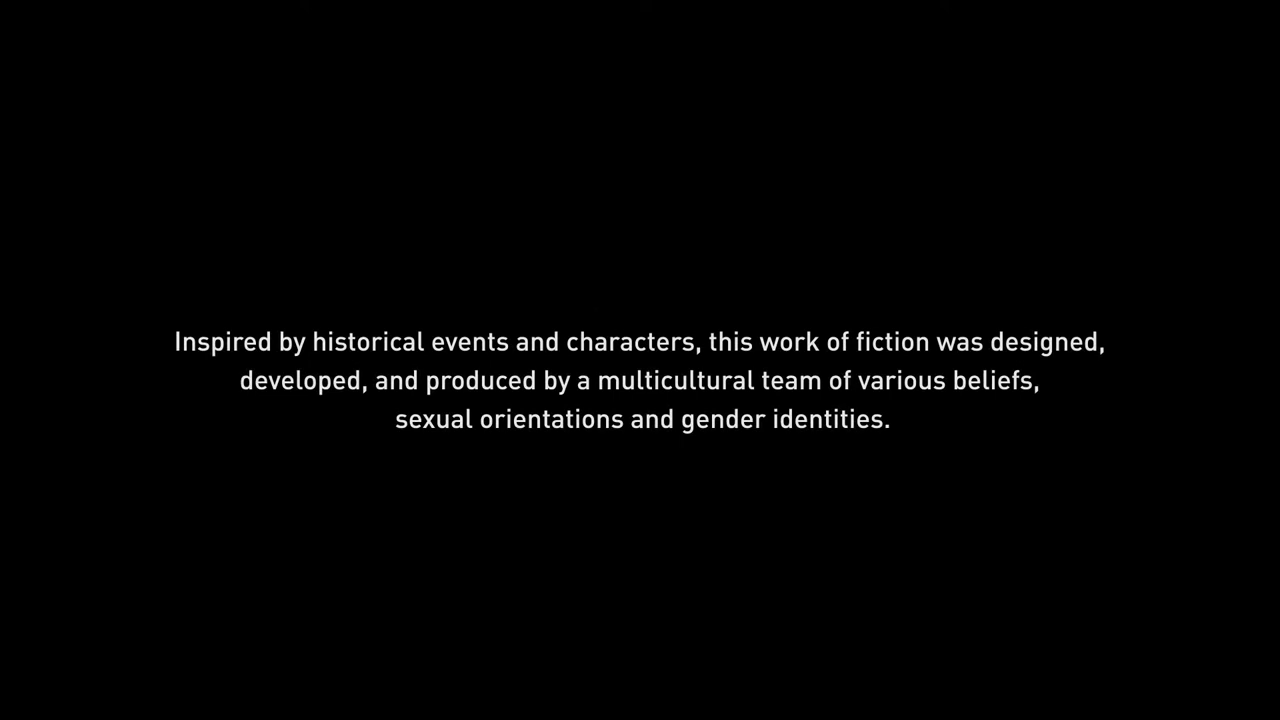 Inspired by historical events and characters, this work of fiction was designed,
developed, and produced by a multicultural team of various beliefs,
sexual orientations and gender identities.